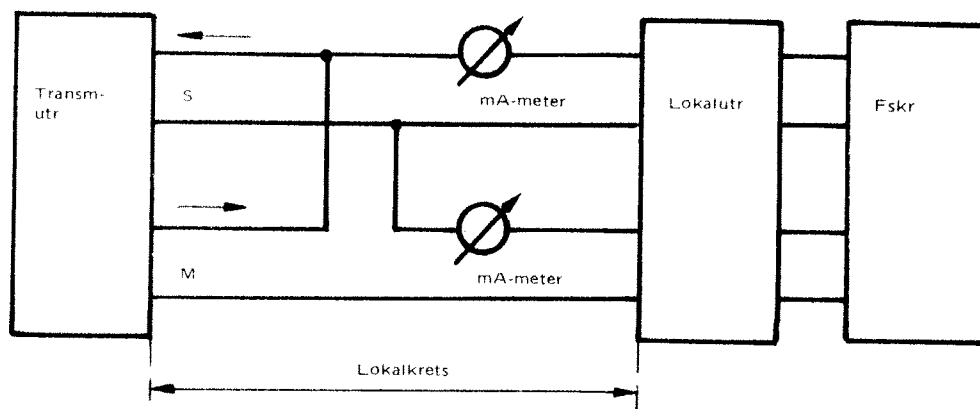 Transm-
utr
S
mA-meter
Lokalutr
Fskr
mA-meter
M
Lokalkrets